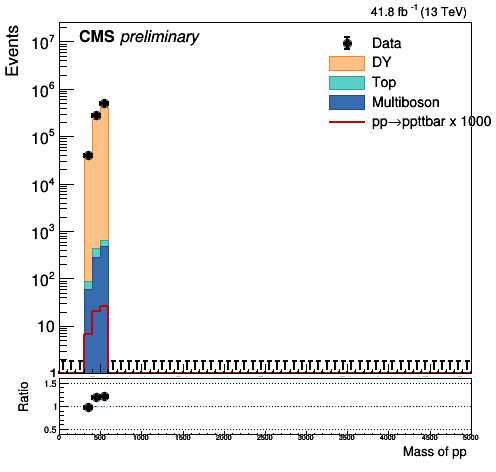 41.8 fb⁻¹ (13 TeV)
CMS preliminary
Events
10⁷
10⁶
10⁵
10⁴
10³
10²
10
1
Data
DY
Top
Multiboson
pp→ppttbar x 1000
Ratio
1.5
1
0.5
0 500 1000 1500 2000 2500 3000 3500 4000 4500 5000
Mass of pp